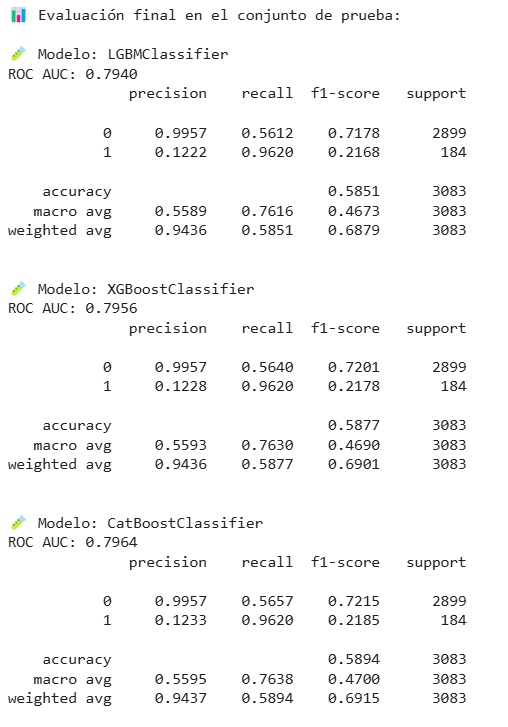 📊 Evaluación final en el conjunto de prueba:
🧪 Modelo: LGBMClassifier
ROC AUC: 0.7940
precision recall f1-score support
0 0.9957 0.5612 0.7178 2899
1 0.1222 0.9620 0.2168 184
accuracy 0.5851 3083
macro avg 0.5589 0.7616 0.4673 3083
weighted avg 0.9436 0.5851 0.6879 3083
🧪 Modelo: XGBoostClassifier
ROC AUC: 0.7956
precision recall f1-score support
0 0.9957 0.5640 0.7201 2899
1 0.1228 0.9620 0.2178 184
accuracy 0.5877 3083
macro avg 0.5593 0.7630 0.4690 3083
weighted avg 0.9436 0.5877 0.6901 3083
🧪 Modelo: CatBoostClassifier
ROC AUC: 0.7964
precision recall f1-score support
0 0.9957 0.5657 0.7215 2899
1 0.1233 0.9620 0.2185 184
accuracy 0.5894 3083
macro avg 0.5595 0.7638 0.4700 3083
weighted avg 0.9437 0.5894 0.6915 3083